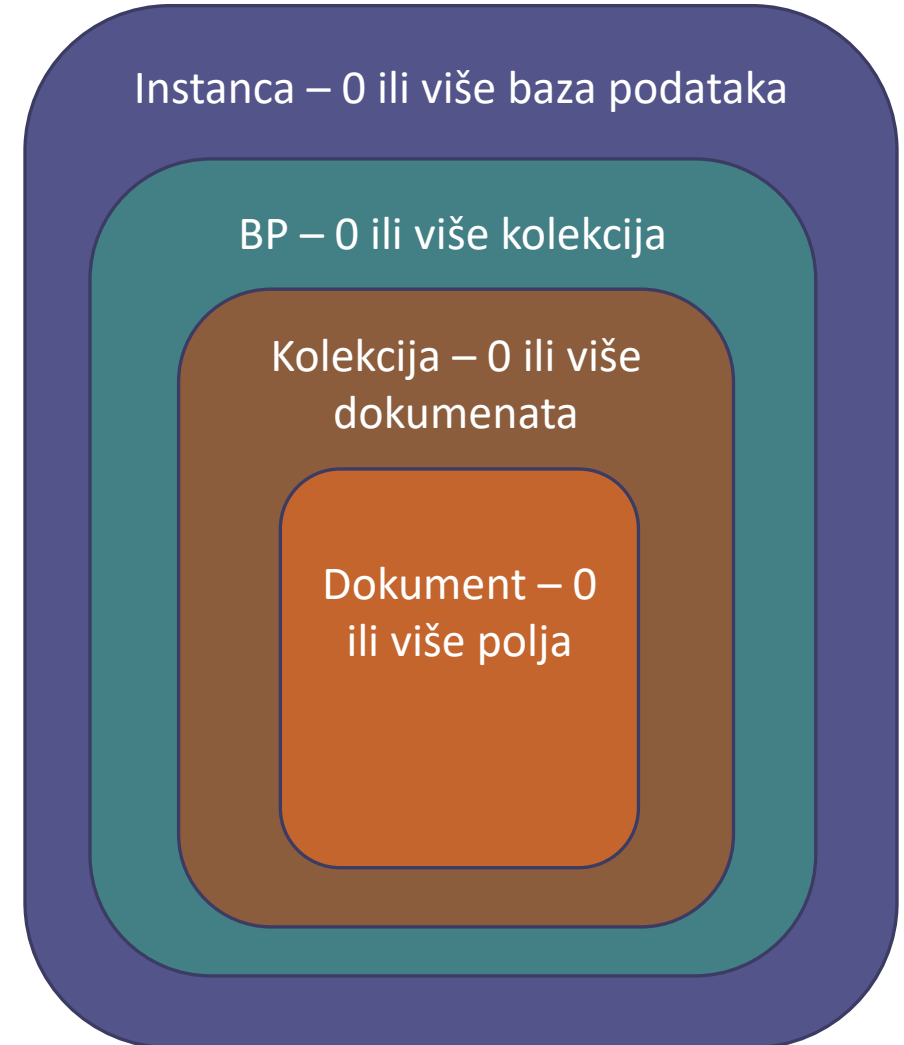 Instanca – 0 ili više baza podataka
BP – 0 ili više kolekcija
Kolekcija – 0 ili više
dokumenata
Dokument – 0
ili više polja